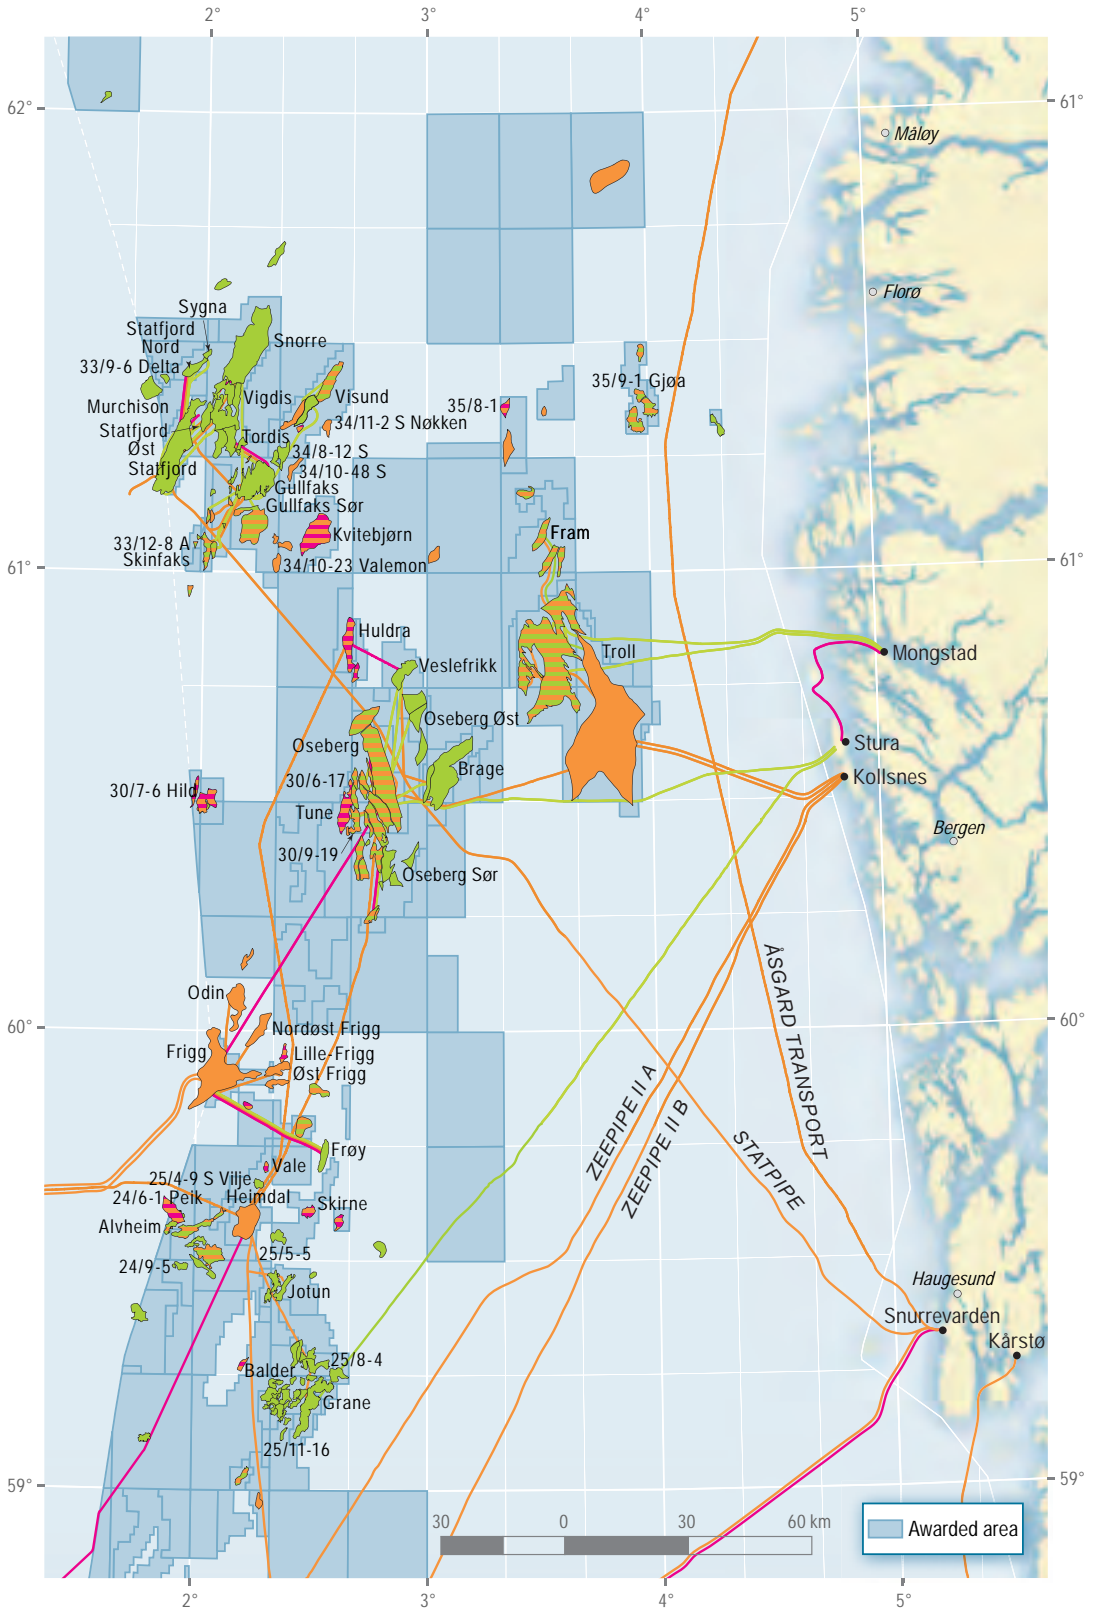 2°
3°
4°
5°
62°
61°
Måløy
Florø
Sygna
Statfjord
Nord
33/9-6 Delta
Snorre
Murchison
Vigdis
Visund
35/9-1 Gjøa
35/8-1
34/11-2 S Nøkken
Statfjord
Øst
Tordis
34/8-12 S
Statfjord
34/10-48 S
Gullfaks
Gullfaks Sør
Kvitebjørn
Fram
33/12-8 A
Skinfaks
34/10-23 Valemon
61°
61°
Huldra
Veslefrikk
Troll
Mongstad
Oseberg Øst
Oseberg
Stura
Brage
Kollsnes
30/7-6 Hild
30/6-17
Tune
Bergen
30/9-19
Oseberg Sør
Odin
Nordøst Frigg
60°
60°
Frigg
Lille-Frigg
Øst Frigg
ÅSGARD TRANSPORT
ZEEPIPE II A
ZEEPIPE II B
STATPIPE
Frøy
Vale
25/4-9 S Vilje
24/6-1 Peik
Heimdal
Skirne
Alvheim
25/5-5
24/9-5
Jotun
Haugesund
Snurrevarden
Kårstø
25/8-4
Balder
Grane
25/11-16
59°
59°
30
0
30
60 km
Awarded area
2°
3°
4°
5°